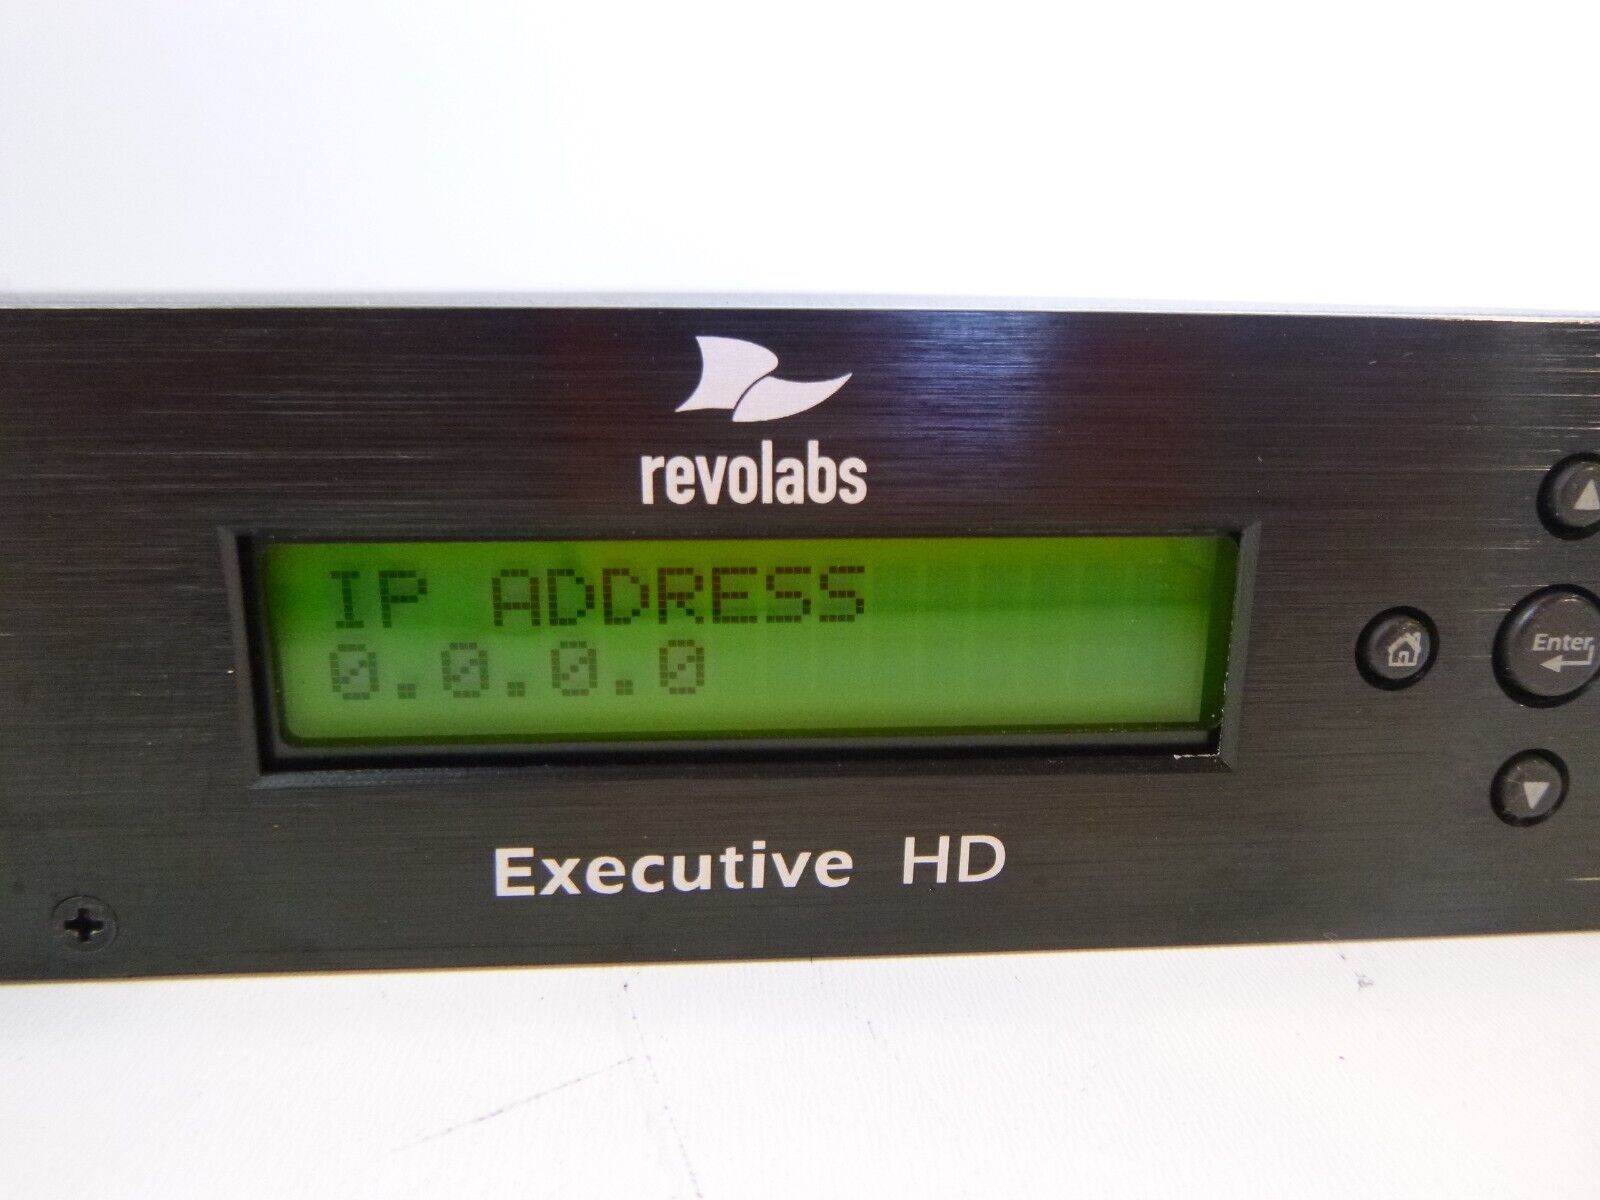 revolabs
IP ADDRESS
0.0.0.0
Enter
Executive HD